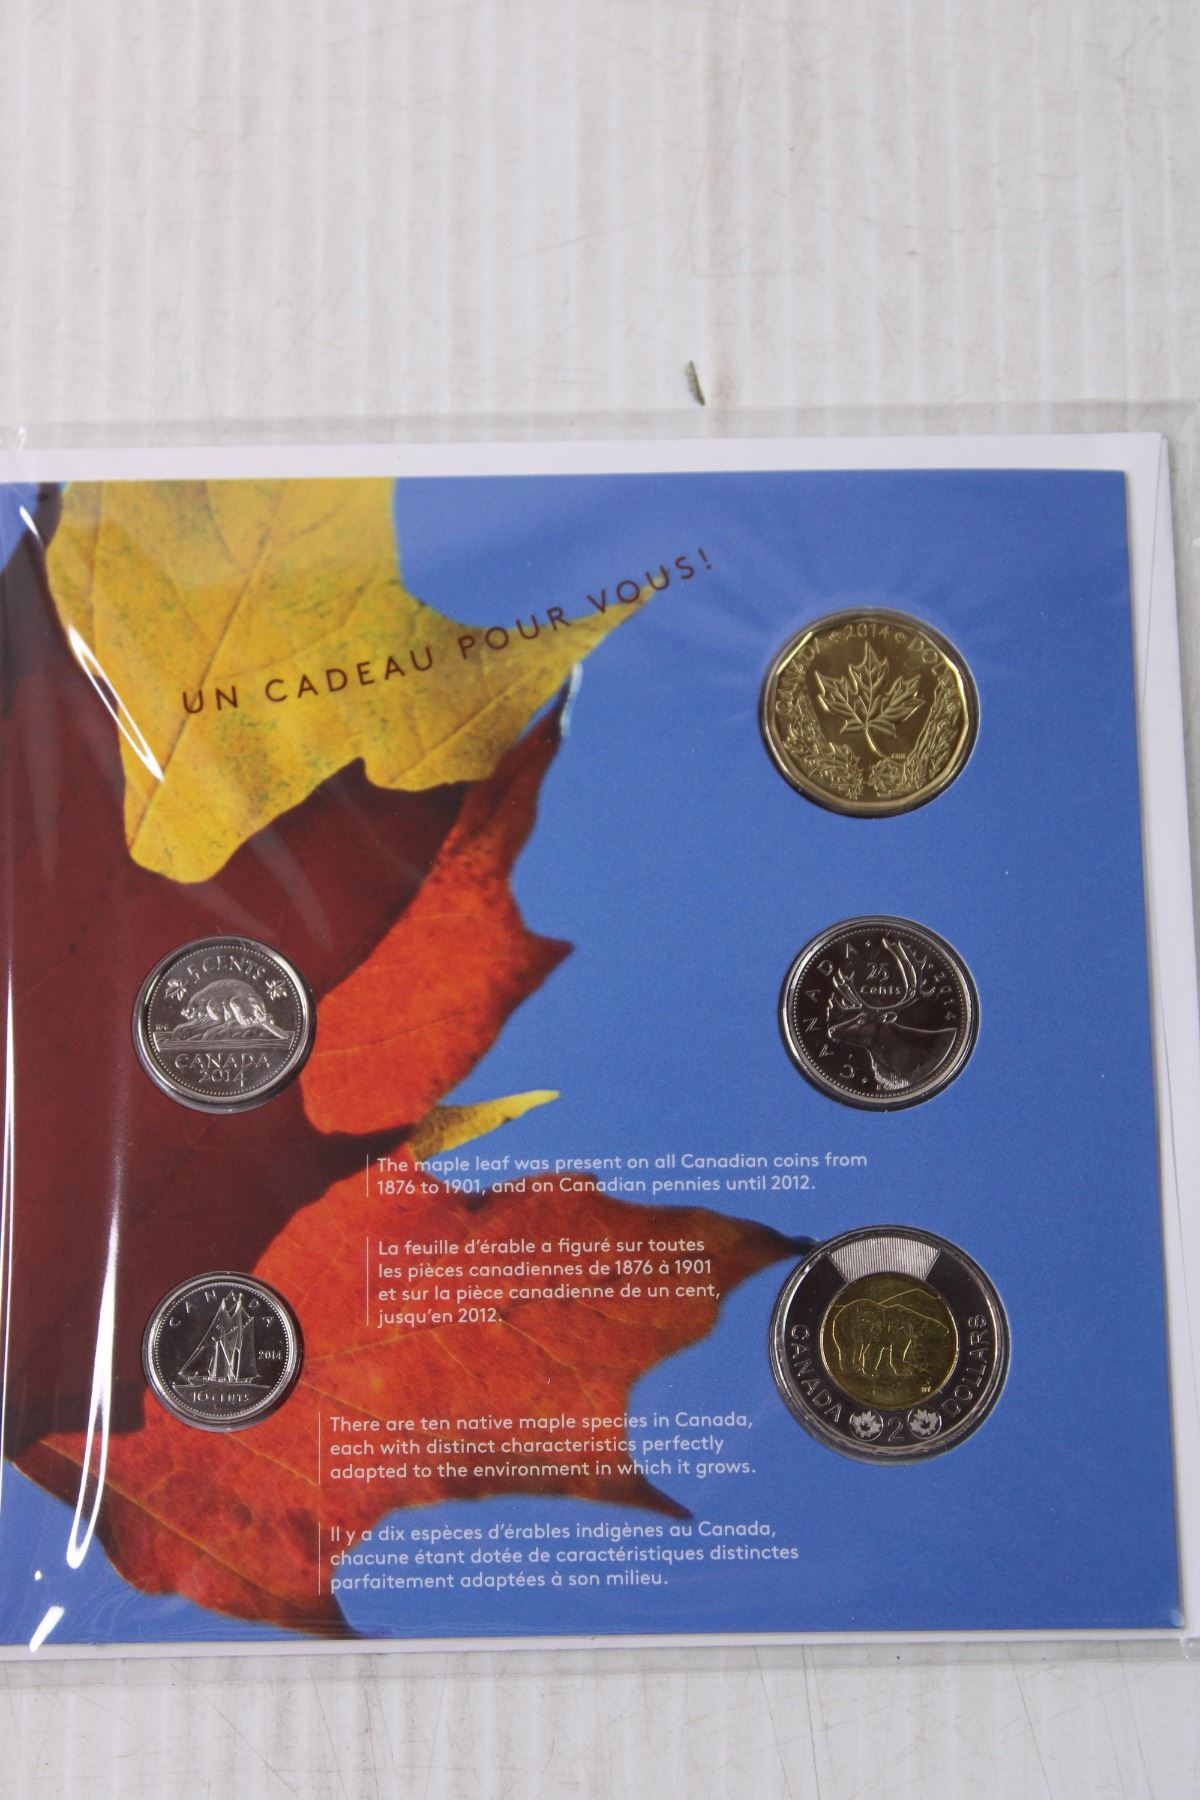 UN CADEAU POUR VOUS!
CANADA 2014 DOLLAR
5 CENTS
CANADA
2014
CANADA
25
cents
2014
The maple leaf was present on all Canadian coins from
1876 to 1901, and on Canadian pennies until 2012.
La feuille d'érable a figuré sur toutes
les pièces canadiennes de 1876 à 1901
et sur la pièce canadienne de un cent,
jusqu'en 2012.
CANADA
2014
10 CENTS
CANADA 2 DOLLARS
There are ten native maple species in Canada,
each with distinct characteristics perfectly
adapted to the environment in which it grows.
Il y a dix espèces d'érables indigènes au Canada,
chacune étant dotée de caractéristiques distinctes
parfaitement adaptées à son milieu.